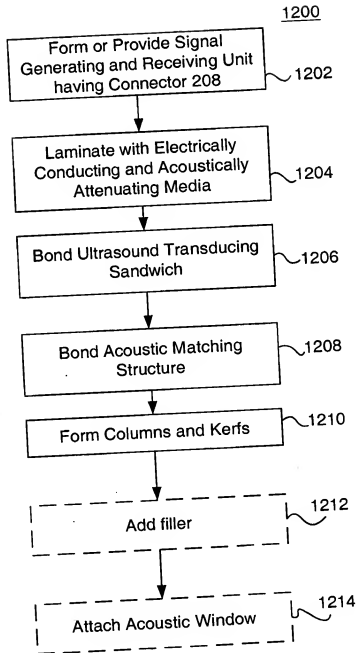 1200
Form or Provide Signal
Generating and Receiving Unit
having Connector 208
1202
Laminate with Electrically
Conducting and Acoustically
Attenuating Media
1204
Bond Ultrasound Transducing
Sandwich
1206
Bond Acoustic Matching
Structure
1208
Form Columns and Kerfs
1210
Add filler
1212
Attach Acoustic Window
1214